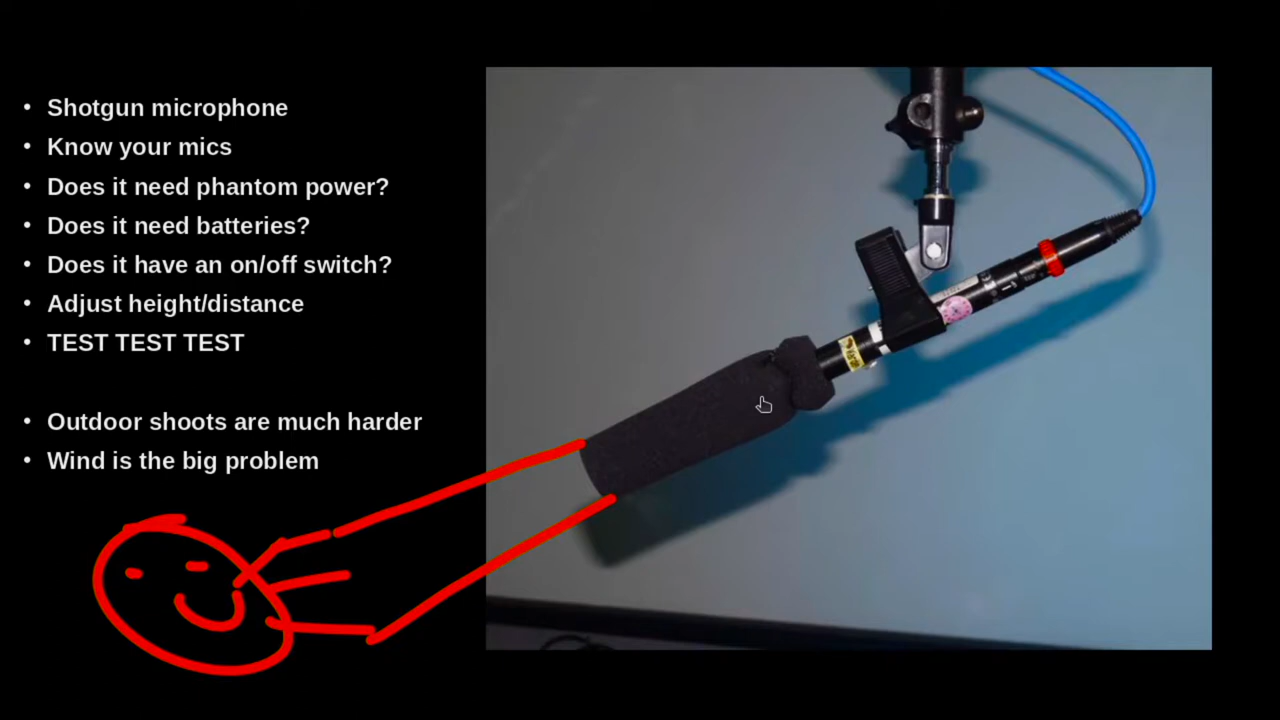 • Shotgun microphone
• Know your mics
• Does it need phantom power?
• Does it need batteries?
• Does it have an on/off switch?
• Adjust height/distance
• TEST TEST TEST
• Outdoor shoots are much harder
• Wind is the big problem